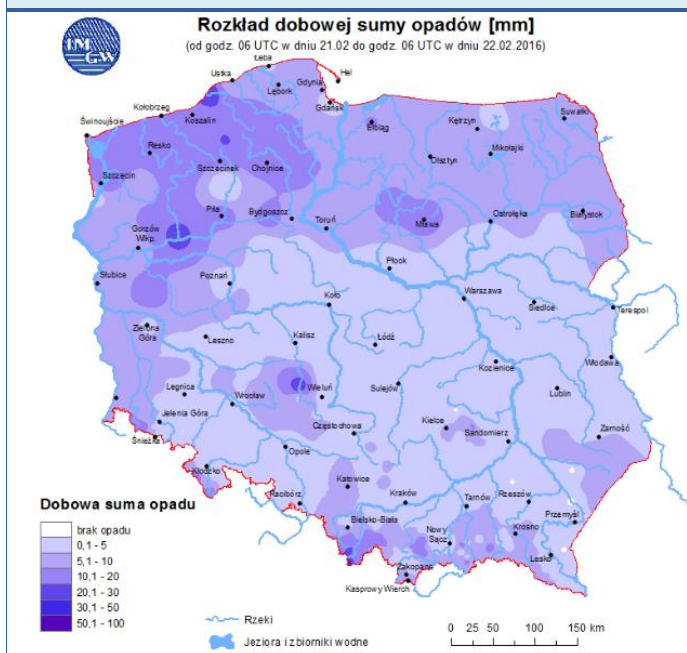 Rozkład dobowej sumy opadów [mm]
(od godz. 06 UTC w dniu 21.02 do godz. 06 UTC w dniu 22.02.2016)
IM
GW
Łeba
Ustka
Hel
Gdynia
Lębork
Gdańsk
Kołobrzeg
Koszalin
Świnoujście
Elbląg
Kętrzyn
Suwałki
Resko
Szczecinek
Chojnice
Olsztyn
Mikołajki
Szczecin
Piła
Bydgoszcz
Toruń
Mława
Ostrołęka
Białystok
Gorzów
Wlkp.
Płock
Słubice
Poznań
Koło
Warszawa
Siedlce
Terespol
Zielona
Góra
Leszno
Kalisz
Łódź
Kozienice
Włodawa
Legnica
Wrocław
Wieluń
Sulejów
Lublin
Jelenia Góra
Częstochowa
Kielce
Sandomierz
Zamość
Śnieżka
Opole
Kłodzko
Katowice
Racibórz
Kraków
Tarnów
Rzeszów
Przemyśl
Bielsko-Biała
Nowy
Sącz
Krosno
Lesko
Zakopane
Kasprowy Wierch
Dobowa suma opadu
brak opadu
0,1 - 5
5,1 - 10
10,1 - 20
20,1 - 30
30,1 - 50
50,1 - 100
Rzeki
Jeziora i zbiorniki wodne
0 25 50 100 150 km